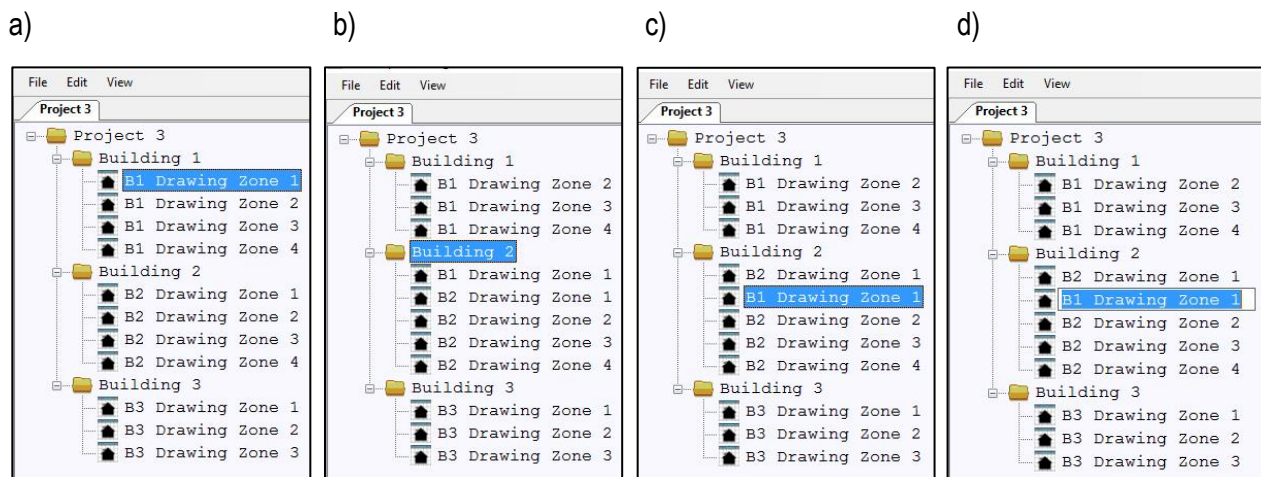 a)
File Edit View
Project 3
Project 3
Building 1
B1 Drawing Zone 1
B1 Drawing Zone 2
B1 Drawing Zone 3
B1 Drawing Zone 4
Building 2
B2 Drawing Zone 1
B2 Drawing Zone 2
B2 Drawing Zone 3
B2 Drawing Zone 4
Building 3
B3 Drawing Zone 1
B3 Drawing Zone 2
B3 Drawing Zone 3
b)
File Edit View
Project 3
Project 3
Building 1
B1 Drawing Zone 2
B1 Drawing Zone 3
B1 Drawing Zone 4
Building 2
B1 Drawing Zone 1
B2 Drawing Zone 1
B2 Drawing Zone 2
B2 Drawing Zone 3
B2 Drawing Zone 4
Building 3
B3 Drawing Zone 1
B3 Drawing Zone 2
B3 Drawing Zone 3
c)
File Edit View
Project 3
Project 3
Building 1
B1 Drawing Zone 2
B1 Drawing Zone 3
B1 Drawing Zone 4
Building 2
B2 Drawing Zone 1
B1 Drawing Zone 1
B2 Drawing Zone 2
B2 Drawing Zone 3
B2 Drawing Zone 4
Building 3
B3 Drawing Zone 1
B3 Drawing Zone 2
B3 Drawing Zone 3
d)
File Edit View
Project 3
Project 3
Building 1
B1 Drawing Zone 2
B1 Drawing Zone 3
B1 Drawing Zone 4
Building 2
B2 Drawing Zone 1
B1 Drawing Zone 1
B2 Drawing Zone 2
B2 Drawing Zone 3
B2 Drawing Zone 4
Building 3
B3 Drawing Zone 1
B3 Drawing Zone 2
B3 Drawing Zone 3